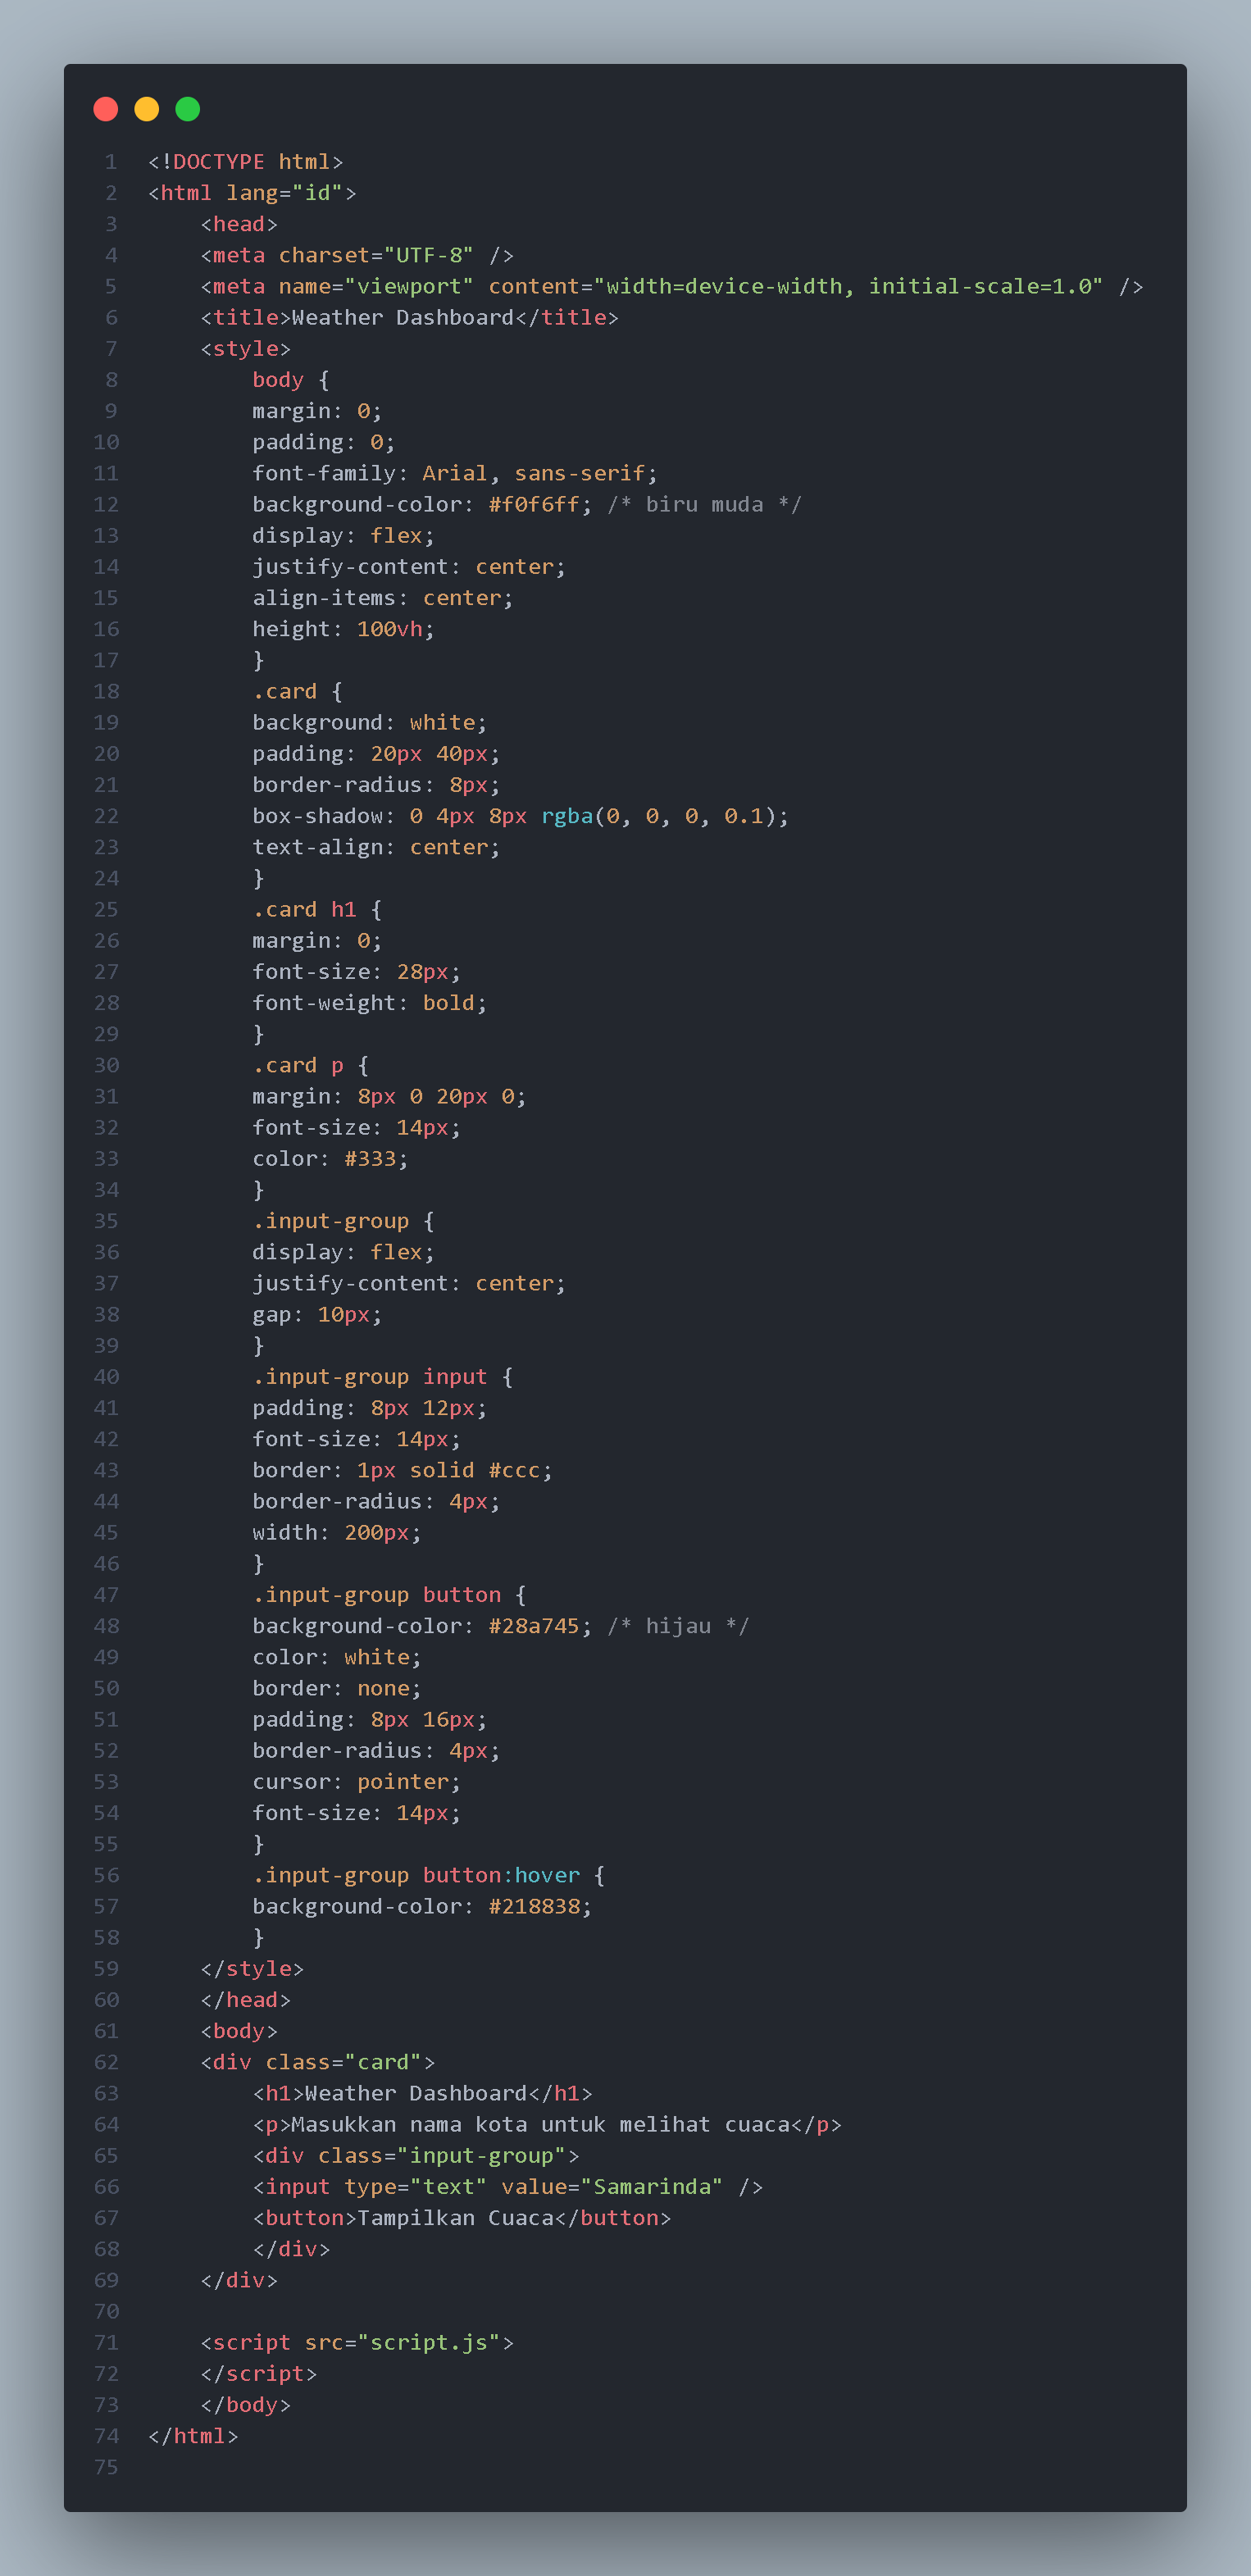 1 <!DOCTYPE html>
2 <html lang="id">
3     <head>
4     <meta charset="UTF-8" />
5     <meta name="viewport" content="width=device-width, initial-scale=1.0" />
6     <title>Weather Dashboard</title>
7     <style>
8         body {
9         margin: 0;
10         padding: 0;
11         font-family: Arial, sans-serif;
12         background-color: #f0f6ff; /* biru muda */
13         display: flex;
14         justify-content: center;
15         align-items: center;
16         height: 100vh;
17         }
18         .card {
19         background: white;
20         padding: 20px 40px;
21         border-radius: 8px;
22         box-shadow: 0 4px 8px rgba(0, 0, 0, 0.1);
23         text-align: center;
24         }
25         .card h1 {
26         margin: 0;
27         font-size: 28px;
28         font-weight: bold;
29         }
30         .card p {
31         margin: 8px 0 20px 0;
32         font-size: 14px;
33         color: #333;
34         }
35         .input-group {
36         display: flex;
37         justify-content: center;
38         gap: 10px;
39         }
40         .input-group input {
41         padding: 8px 12px;
42         font-size: 14px;
43         border: 1px solid #ccc;
44         border-radius: 4px;
45         width: 200px;
46         }
47         .input-group button {
48         background-color: #28a745; /* hijau */
49         color: white;
50         border: none;
51         padding: 8px 16px;
52         border-radius: 4px;
53         cursor: pointer;
54         font-size: 14px;
55         }
56         .input-group button:hover {
57         background-color: #218838;
58         }
59     </style>
60     </head>
61     <body>
62     <div class="card">
63         <h1>Weather Dashboard</h1>
64         <p>Masukkan nama kota untuk melihat cuaca</p>
65         <div class="input-group">
66         <input type="text" value="Samarinda" />
67         <button>Tampilkan Cuaca</button>
68         </div>
69     </div>
70
71     <script src="script.js">
72     </script>
73     </body>
74 </html>
75